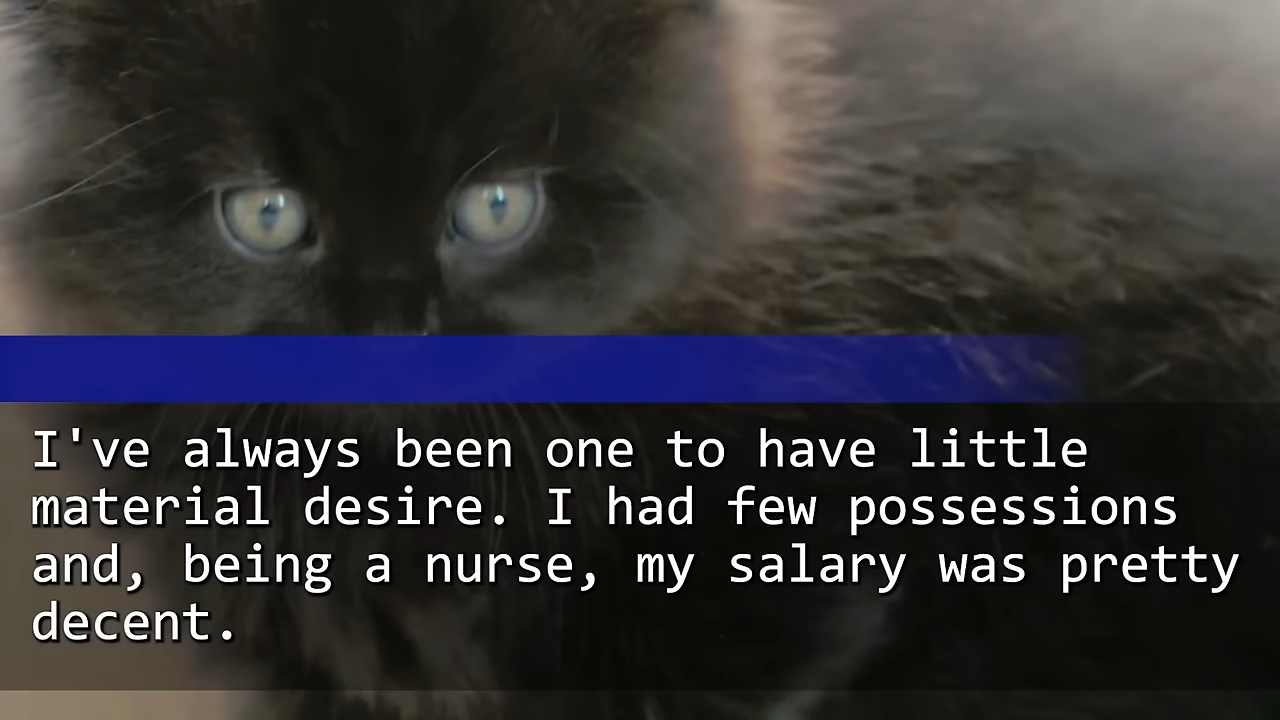 I've always been one to have little
material desire. I had few possessions
and, being a nurse, my salary was pretty
decent.